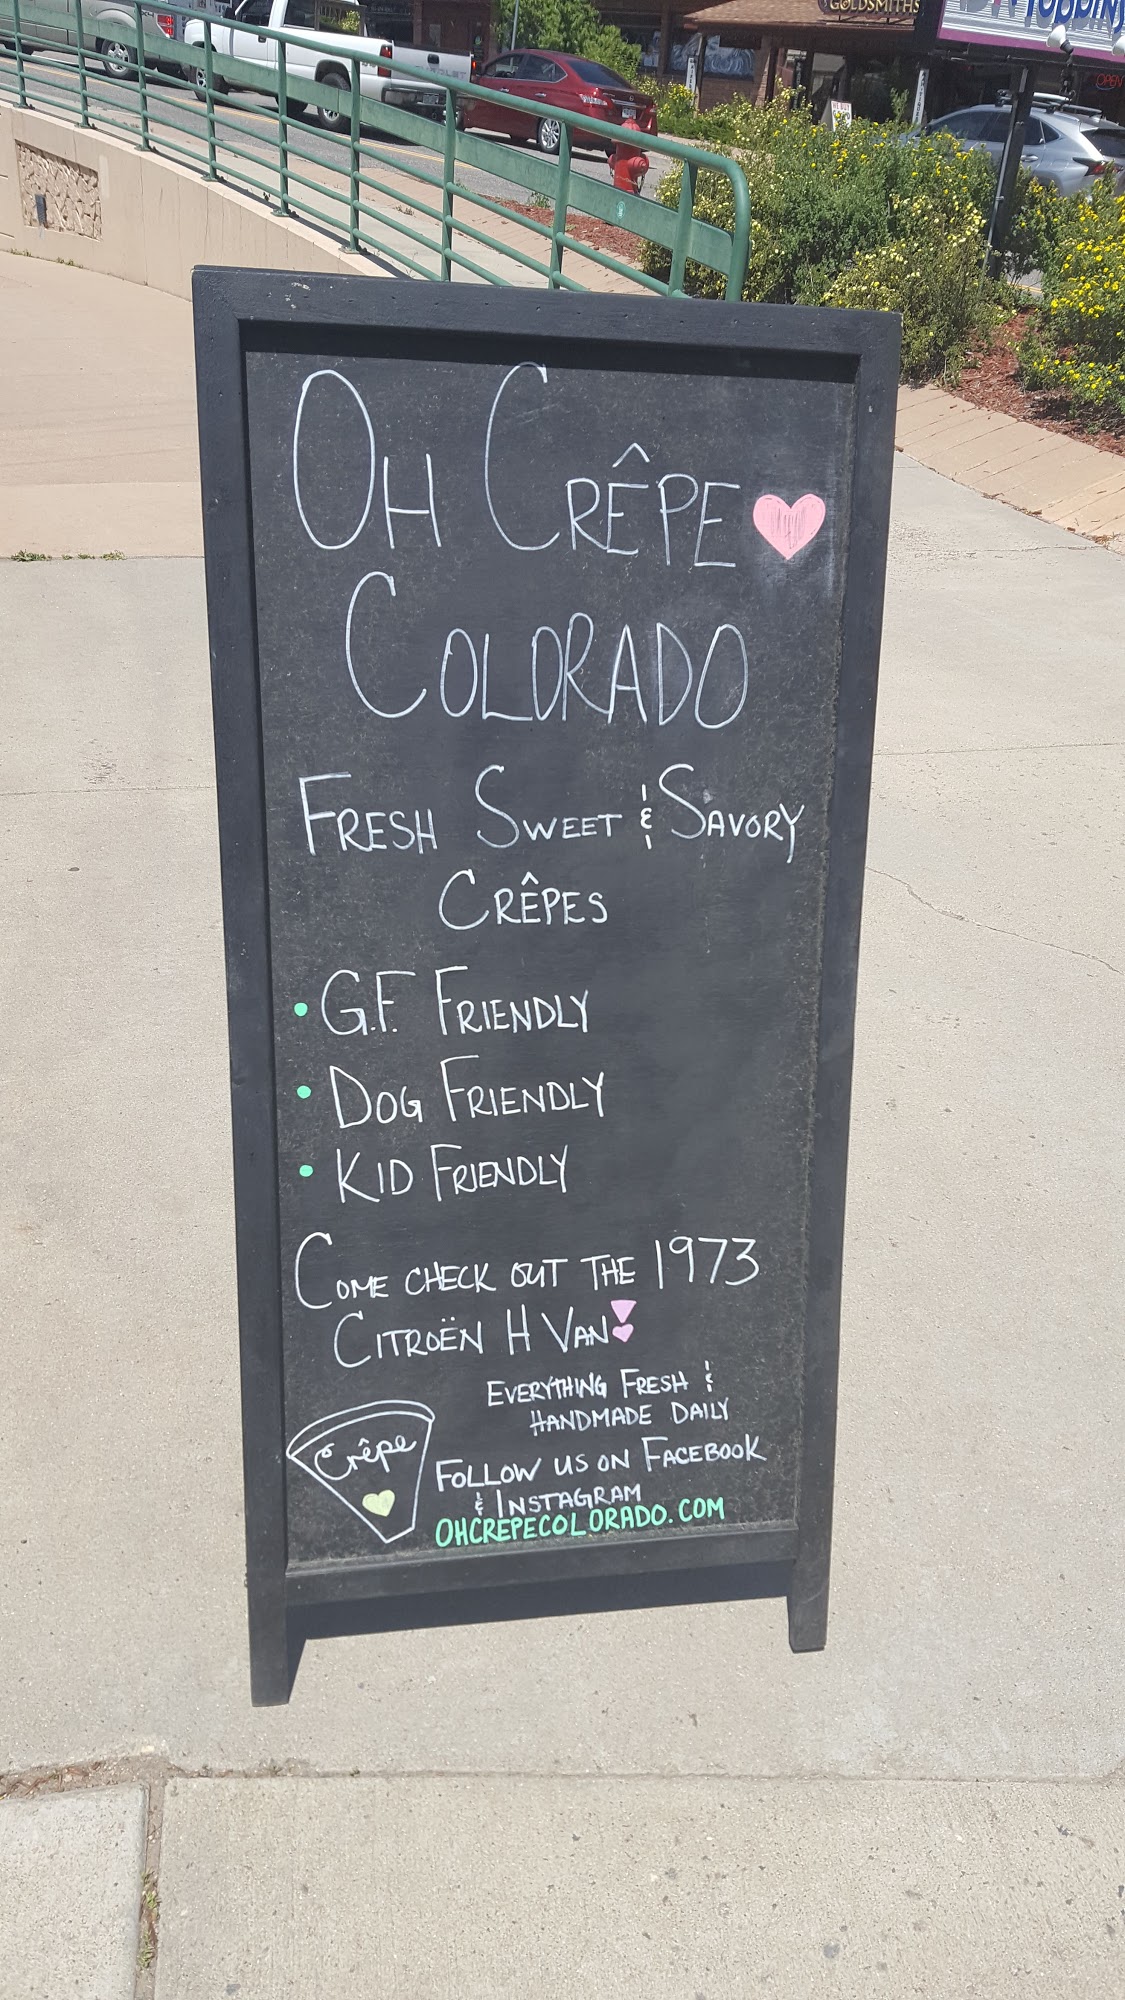 GOLDSMITHS
OPEN
OH CRÊPE
COLORADO
FRESH SWEET & SAVORY
CRÊPES
• G.F. FRIENDLY
• DOG FRIENDLY
• KID FRIENDLY
COME CHECK OUT THE 1973
CITROËN H VAN!
EVERYTHING FRESH &
HANDMADE DAILY
Crêpe
FOLLOW US ON FACEBOOK
& INSTAGRAM
OHCREPECOLORADO.COM